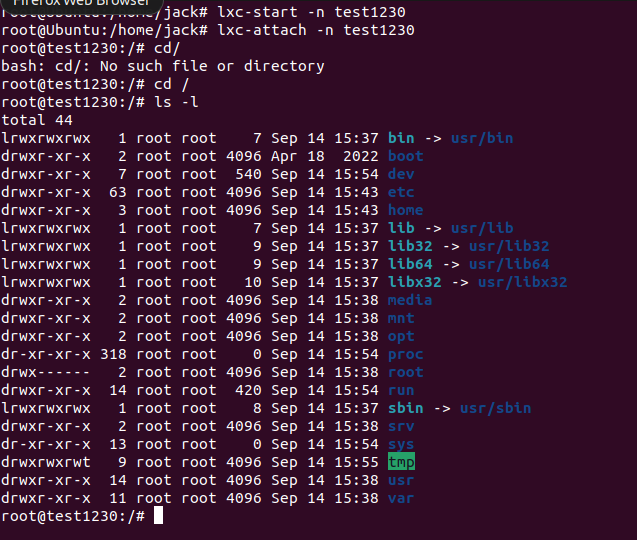 Firefox Web Browser
root@Ubuntu:/home/jack# lxc-start -n test1230
root@Ubuntu:/home/jack# lxc-attach -n test1230
root@test1230:/# cd/
bash: cd/: No such file or directory
root@test1230:/# cd /
root@test1230:/# ls -l
total 44
lrwxrwxrwx   1 root root    7 Sep 14 15:37 bin -> usr/bin
drwxr-xr-x   2 root root 4096 Apr 18  2022 boot
drwxr-xr-x   7 root root  540 Sep 14 15:54 dev
drwxr-xr-x  63 root root 4096 Sep 14 15:43 etc
drwxr-xr-x   3 root root 4096 Sep 14 15:43 home
lrwxrwxrwx   1 root root    7 Sep 14 15:37 lib -> usr/lib
lrwxrwxrwx   1 root root    9 Sep 14 15:37 lib32 -> usr/lib32
lrwxrwxrwx   1 root root    9 Sep 14 15:37 lib64 -> usr/lib64
lrwxrwxrwx   1 root root   10 Sep 14 15:37 libx32 -> usr/libx32
drwxr-xr-x   2 root root 4096 Sep 14 15:38 media
drwxr-xr-x   2 root root 4096 Sep 14 15:38 mnt
drwxr-xr-x   2 root root 4096 Sep 14 15:38 opt
dr-xr-xr-x 318 root root    0 Sep 14 15:54 proc
drwx------   2 root root 4096 Sep 14 15:38 root
drwxr-xr-x  14 root root  420 Sep 14 15:54 run
lrwxrwxrwx   1 root root    8 Sep 14 15:37 sbin -> usr/sbin
drwxr-xr-x   2 root root 4096 Sep 14 15:38 srv
dr-xr-xr-x  13 root root    0 Sep 14 15:54 sys
drwxrwxrwt   9 root root 4096 Sep 14 15:55 tmp
drwxr-xr-x  14 root root 4096 Sep 14 15:38 usr
drwxr-xr-x  11 root root 4096 Sep 14 15:38 var
root@test1230:/#